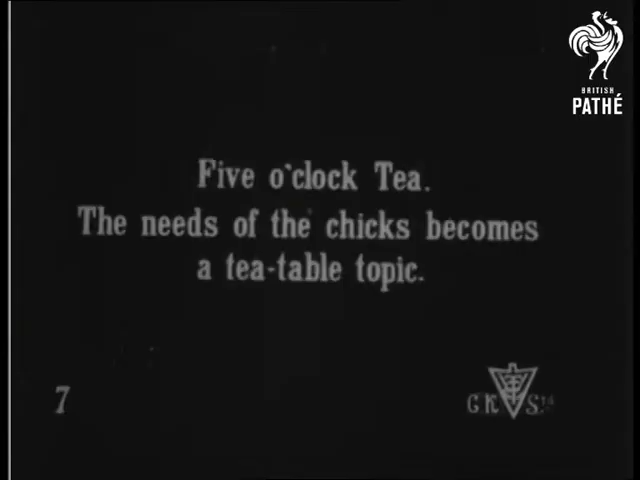 BRITISH
PATHÉ
Five o'clock Tea.
The needs of the chicks becomes
a tea-table topic.
7
G K S